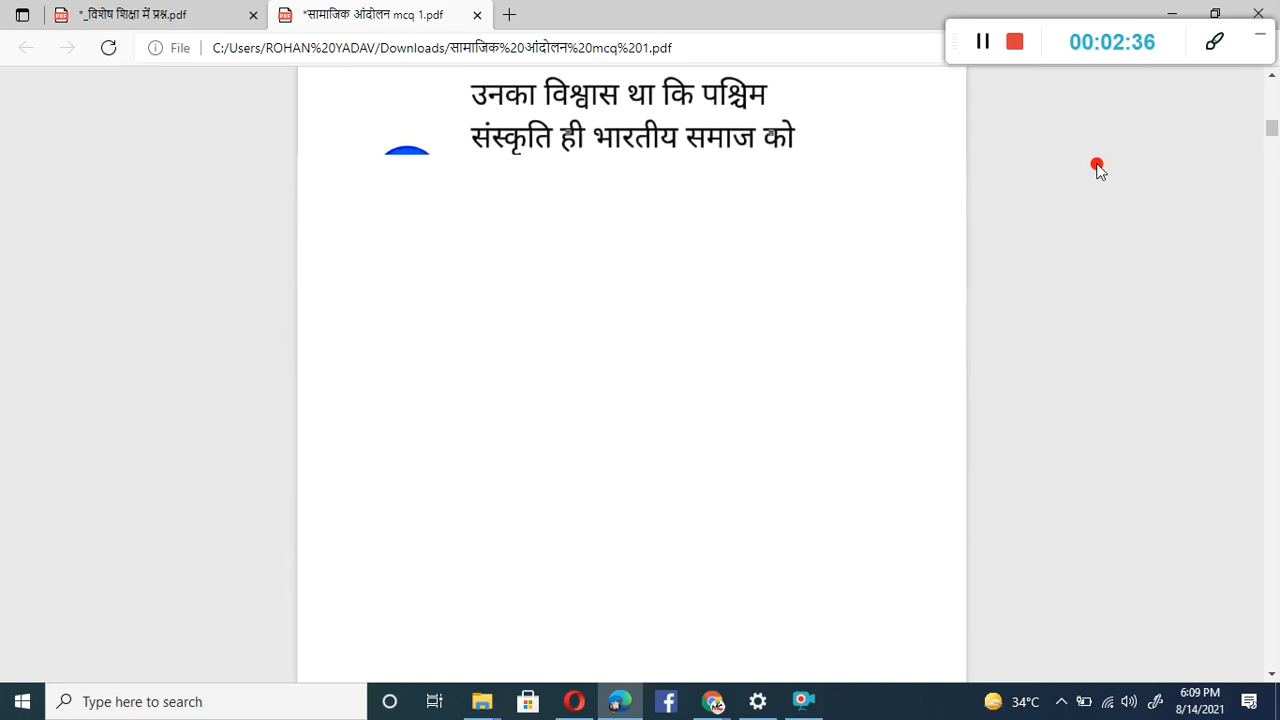 *_विशेष शिक्षा में प्रश्न.pdf
*सामाजिक आंदोलन mcq 1.pdf
File
C:/Users/ROHAN%20YADAV/Downloads/सामाजिक%20आंदोलन%20mcq%201.pdf
00:02:36
उनका विश्वास था कि पश्चिम
संस्कृति ही भारतीय समाज को
Type here to search
34°C
6:09 PM
8/14/2021